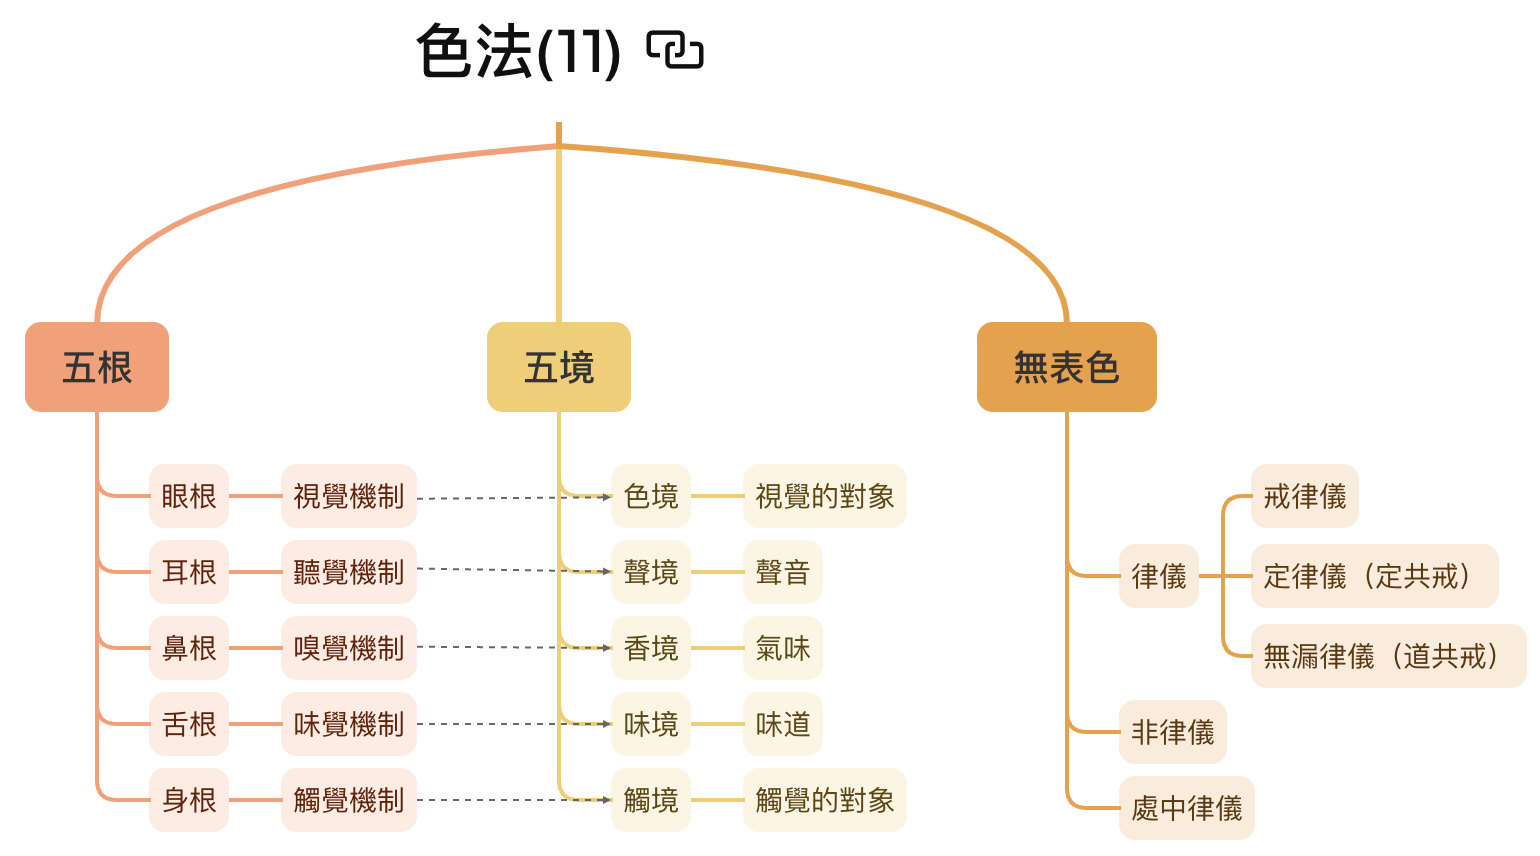 色法(11)
五根
眼根
視覺機制
耳根
聽覺機制
鼻根
嗅覺機制
舌根
味覺機制
身根
觸覺機制
五境
色境
視覺的對象
聲境
聲音
香境
氣味
味境
味道
觸境
觸覺的對象
無表色
律儀
戒律儀
定律儀（定共戒）
無漏律儀（道共戒）
非律儀
處中律儀